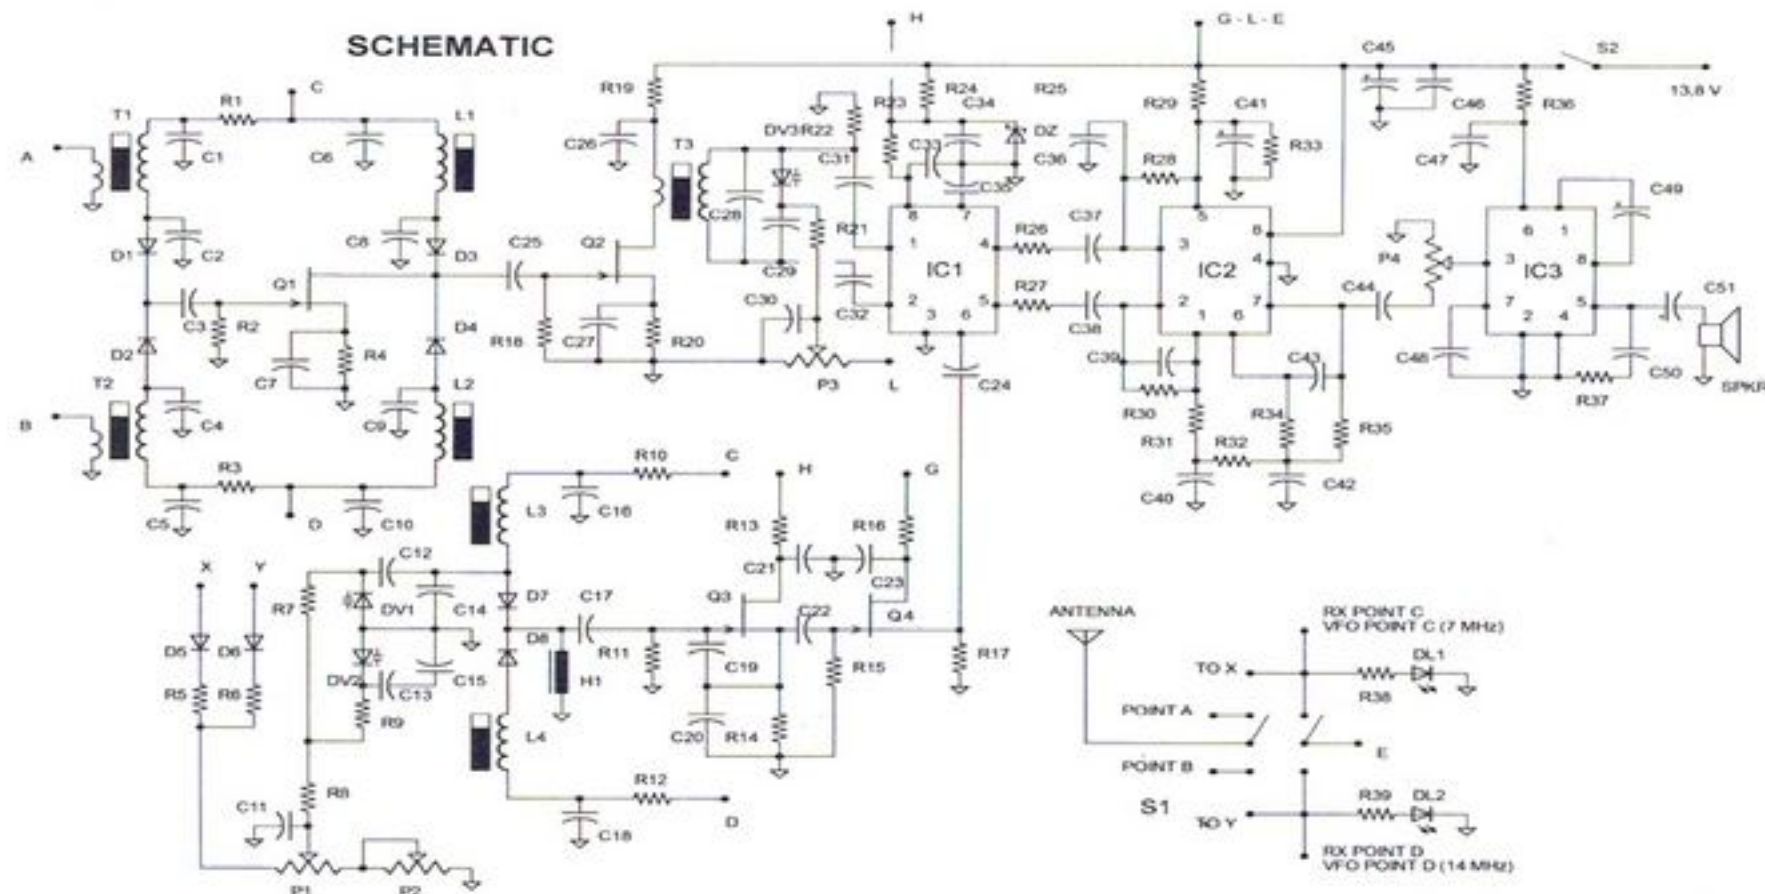 SCHEMATIC
H
G - L - E
C45
S2
13,8 V
T1
R1
C
L1
A
C1
C6
R19
C26
T3
DV3
R22
R23
R24
C34
R25
DZ
C31
C33
C35
C36
R29
C41
R33
R28
C46
R36
C47
C49
C28
C29
R21
D1
C2
C8
D3
C25
Q2
Q1
C3
R2
D2
C7
R4
D4
R18
C27
R20
C30
C32
P3
L
8
7
1
4
IC1
2
5
3
6
R26
C37
R27
C38
C39
C24
5
3
8
4
IC2
2
7
1
6
C44
P4
6
1
3
8
IC3
7
5
2
4
C51
C48
C50
R37
SPKR
T2
L2
B
C4
C9
R3
C5
D
C10
R30
R31
R32
R34
C43
R35
C40
C42
R10
C
H
G
L3
C16
R13
R16
C21
C23
X
Y
C12
R7
DV1
C14
D7
C17
Q3
C22
Q4
D5
D6
D8
R5
R6
DV2
C13
C15
R9
H1
R11
C19
R15
R17
C20
R14
L4
R12
D
C18
R8
C11
P1
P2
ANTENNA
RX POINT C
VFO POINT C (7 MHz)
TO X
DL1
R38
POINT A
E
POINT B
S1
TO Y
R39
DL2
RX POINT D
VFO POINT D (14 MHz)